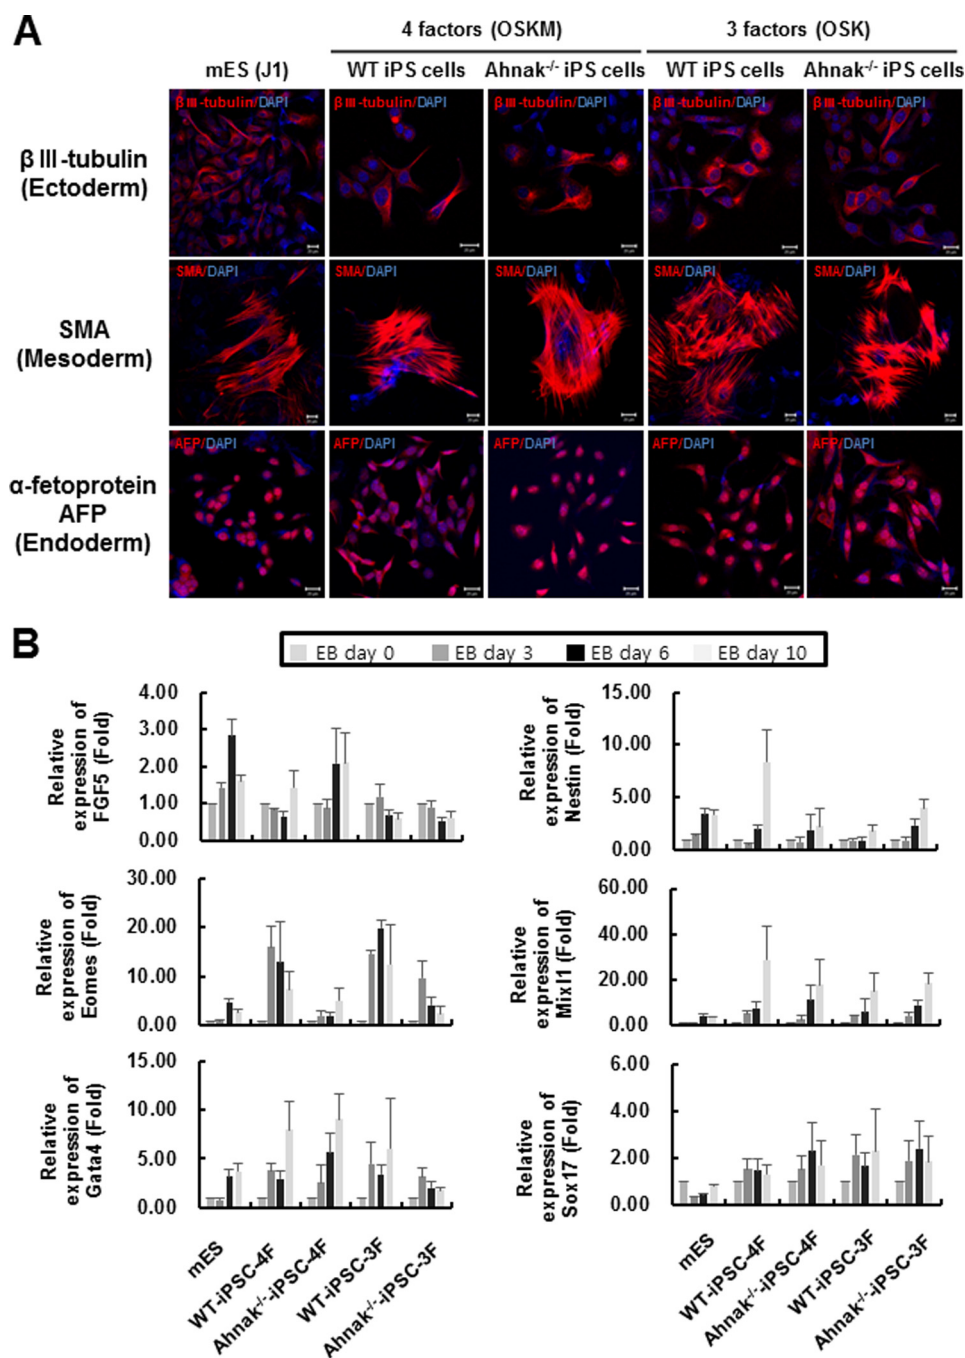 A
4 factors (OSKM)
3 factors (OSK)
mES (J1)
WT iPS cells
Ahnak-/- iPS cells
WT iPS cells
Ahnak-/- iPS cells
βIII-tubulin
(Ectoderm)
βIII-tubulin/DAPI
βIII-tubulin/DAPI
βIII-tubulin/DAPI
βIII-tubulin/DAPI
βIII-tubulin/DAPI
SMA
(Mesoderm)
SMA/DAPI
SMA/DAPI
SMA/DAPI
SMA/DAPI
SMA/DAPI
α-fetoprotein
AFP
(Endoderm)
AFP/DAPI
AFP/DAPI
AFP/DAPI
AFP/DAPI
AFP/DAPI
B
EB day 0 EB day 3 EB day 6 EB day 10
Relative
expression of
FGF5 (Fold)
4.00
3.00
2.00
1.00
0.00
Relative
expression of
Nestin (Fold)
15.00
10.00
5.00
0.00
Relative
expression of
Eomes (Fold)
30.00
20.00
10.00
0.00
Relative
expression of
Mixl1 (Fold)
60.00
40.00
20.00
0.00
Relative
expression of
Gata4 (Fold)
15.00
10.00
5.00
0.00
Relative
expression of
Sox17 (Fold)
6.00
4.00
2.00
0.00
mES
WT-iPSC-4F
Ahnak-/-iPSC-4F
WT-iPSC-3F
Ahnak-/-iPSC-3F
mES
WT-iPSC-4F
Ahnak-/-iPSC-4F
WT-iPSC-3F
Ahnak-/-iPSC-3F